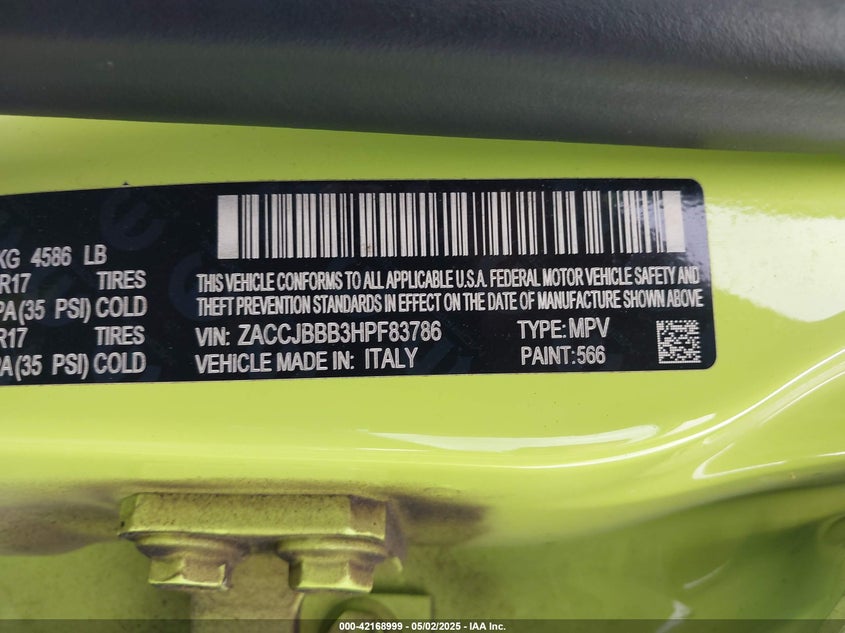 KG 4586 LB
R17 TIRES
PA(35 PSI) COLD
R17 TIRES
PA(35 PSI) COLD
THIS VEHICLE CONFORMS TO ALL APPLICABLE U.S.A. FEDERAL MOTOR VEHICLE SAFETY AND
THEFT PREVENTION STANDARDS IN EFFECT ON THE DATE OF MANUFACTURE SHOWN ABOVE.
VIN: ZACCJBBB3HPF83786 TYPE: MPV
VEHICLE MADE IN ITALY PAINT: 566
000-42168999 - 05/02/2025 - IAA Inc.